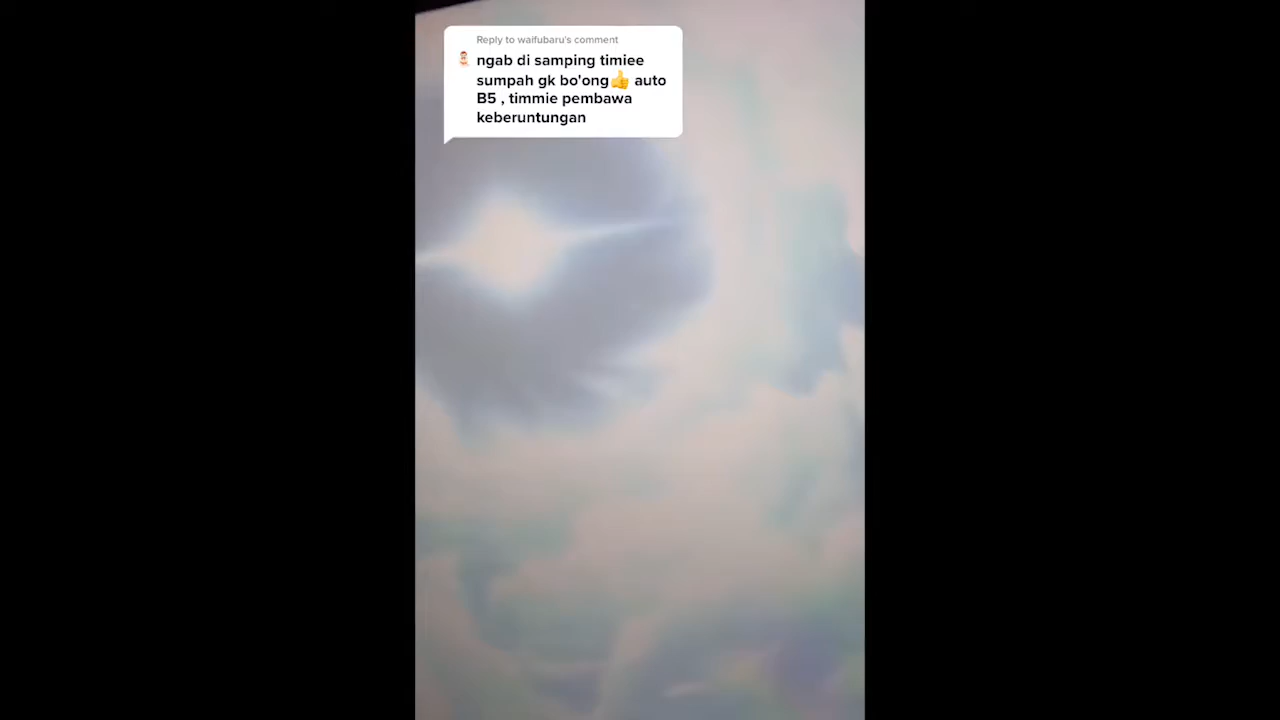 Reply to waifubaru's comment
ngab di samping timiee
sumpah gk bo'ong👍 auto
B5 , timmie pembawa
keberuntungan